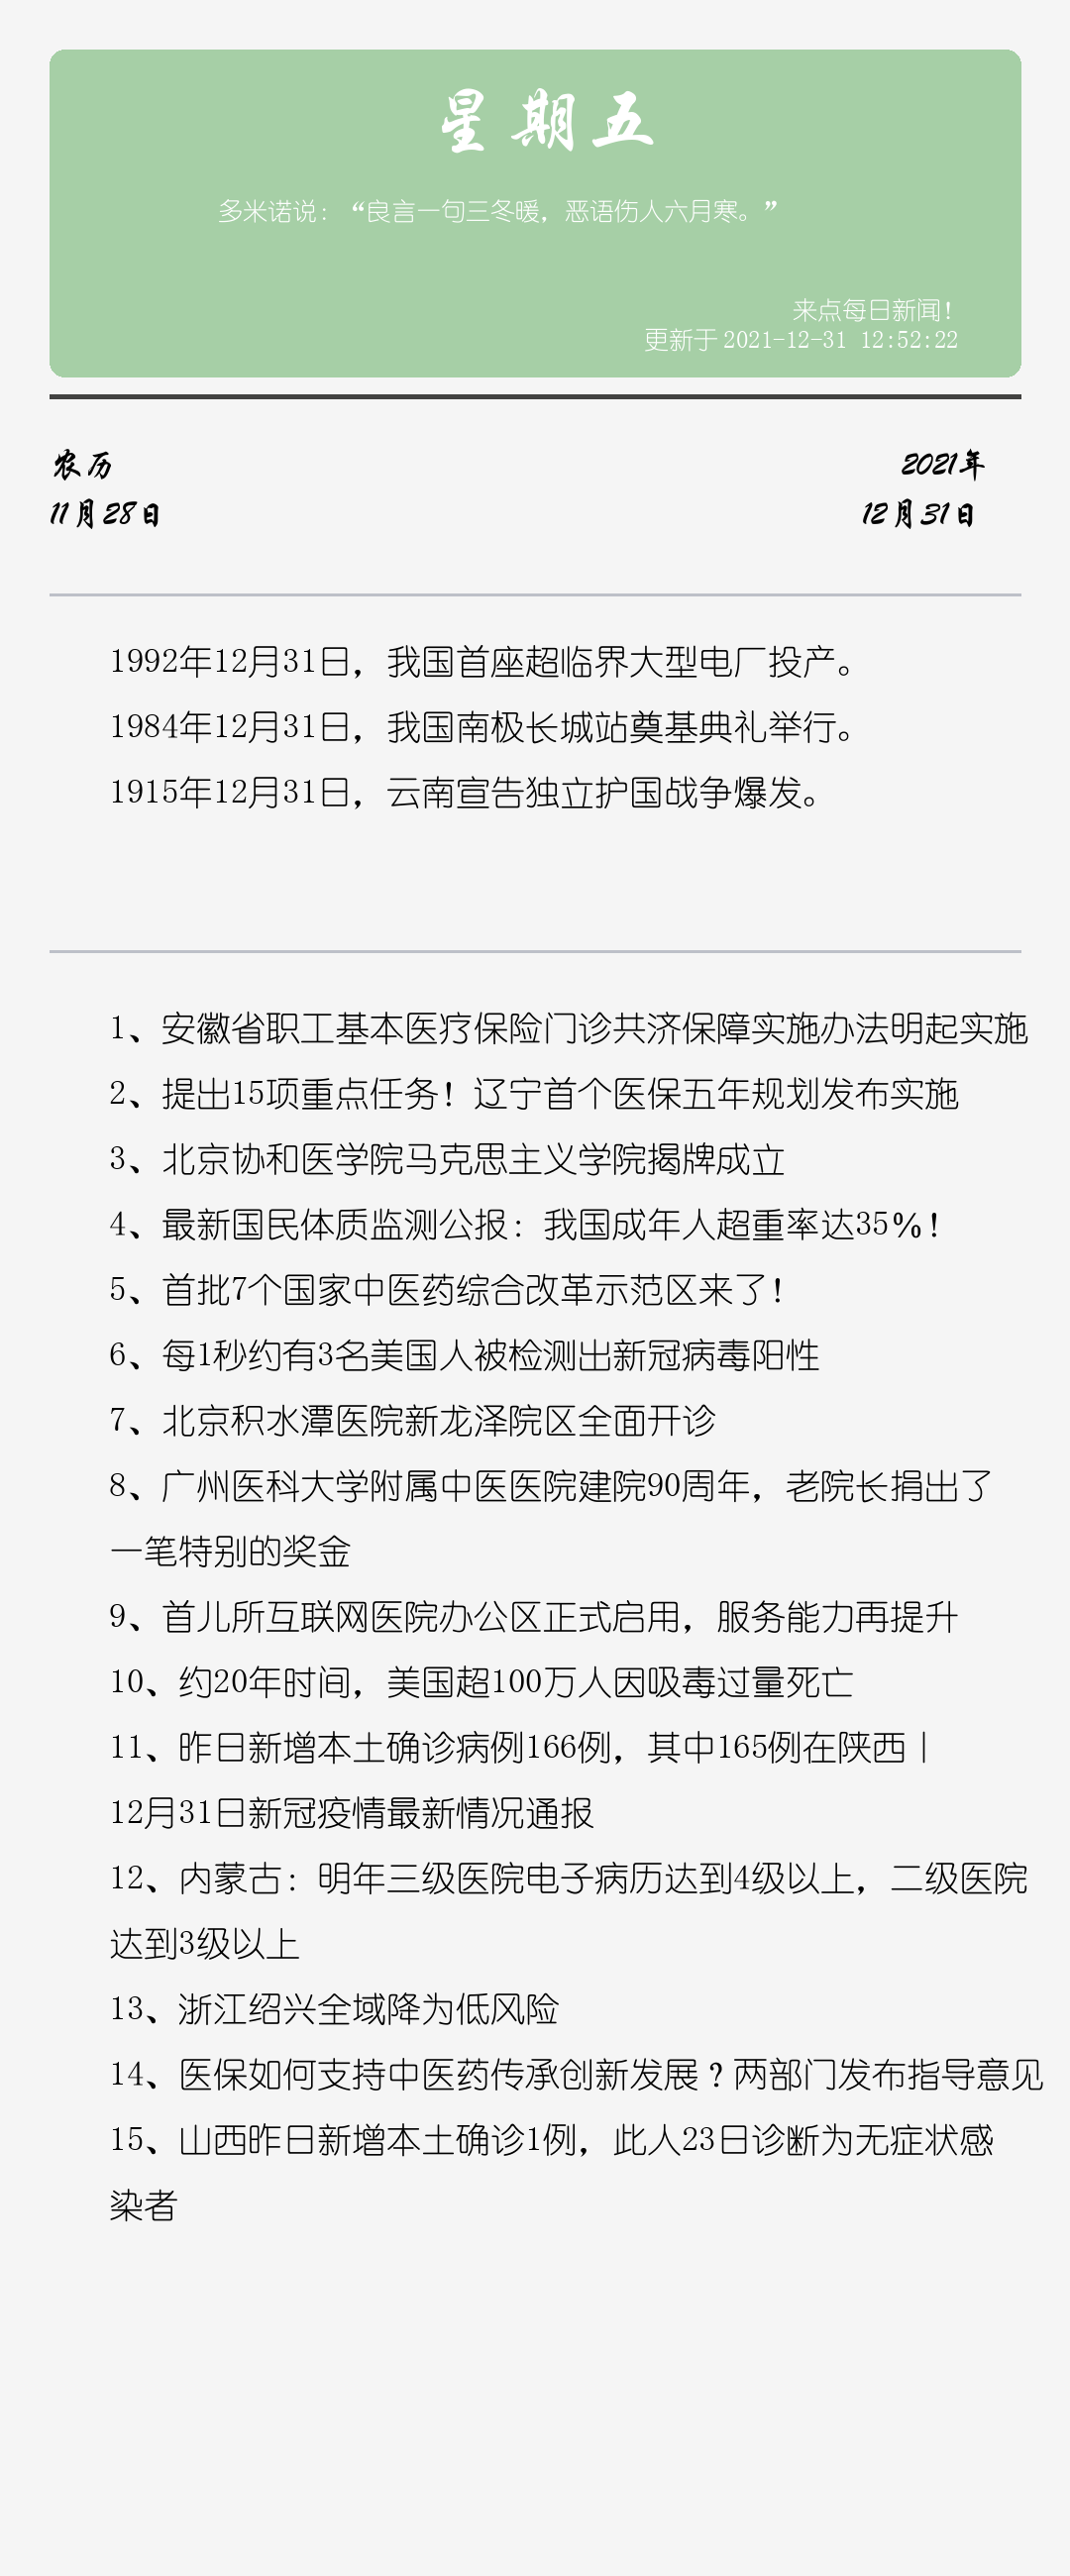 星期五
多米诺说：“良言一句三冬暖，恶语伤人六月寒。”
来点每日新闻！
更新于 2021-12-31 12:52:22
农历
2021年
11月28日
12月31日
1992年12月31日，我国首座超临界大型电厂投产。
1984年12月31日，我国南极长城站奠基典礼举行。
1915年12月31日，云南宣告独立护国战争爆发。
1、安徽省职工基本医疗保险门诊共济保障实施办法明起实施
2、提出15项重点任务！辽宁首个医保五年规划发布实施
3、北京协和医学院马克思主义学院揭牌成立
4、最新国民体质监测公报：我国成年人超重率达35%！
5、首批7个国家中医药综合改革示范区来了！
6、每1秒约有3名美国人被检测出新冠病毒阳性
7、北京积水潭医院新龙泽院区全面开诊
8、广州医科大学附属中医医院建院90周年，老院长捐出了
一笔特别的奖金
9、首儿所互联网医院办公区正式启用，服务能力再提升
10、约20年时间，美国超100万人因吸毒过量死亡
11、昨日新增本土确诊病例166例，其中165例在陕西丨
12月31日新冠疫情最新情况通报
12、内蒙古：明年三级医院电子病历达到4级以上，二级医院
达到3级以上
13、浙江绍兴全域降为低风险
14、医保如何支持中医药传承创新发展？两部门发布指导意见
15、山西昨日新增本土确诊1例，此人23日诊断为无症状感
染者